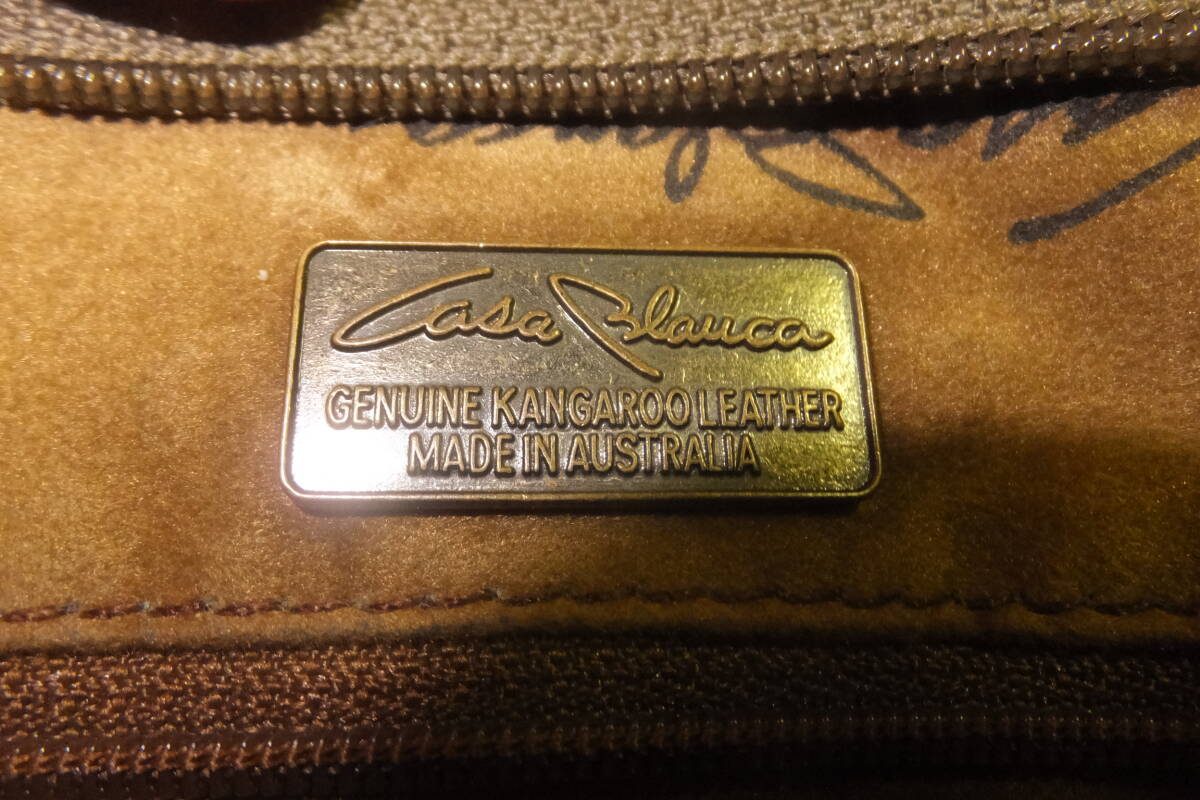 Casa Blanca
GENUINE KANGAROO LEATHER
MADE IN AUSTRALIA